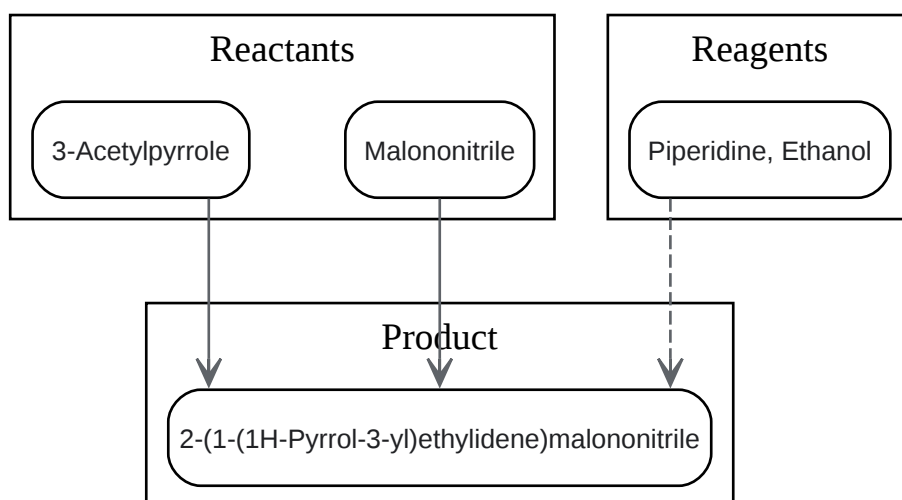 Reactants
Reagents
3-Acetylpyrrole
Malononitrile
Piperidine, Ethanol
Product
2-(1-(1H-Pyrrol-3-yl)ethylidene)malononitrile